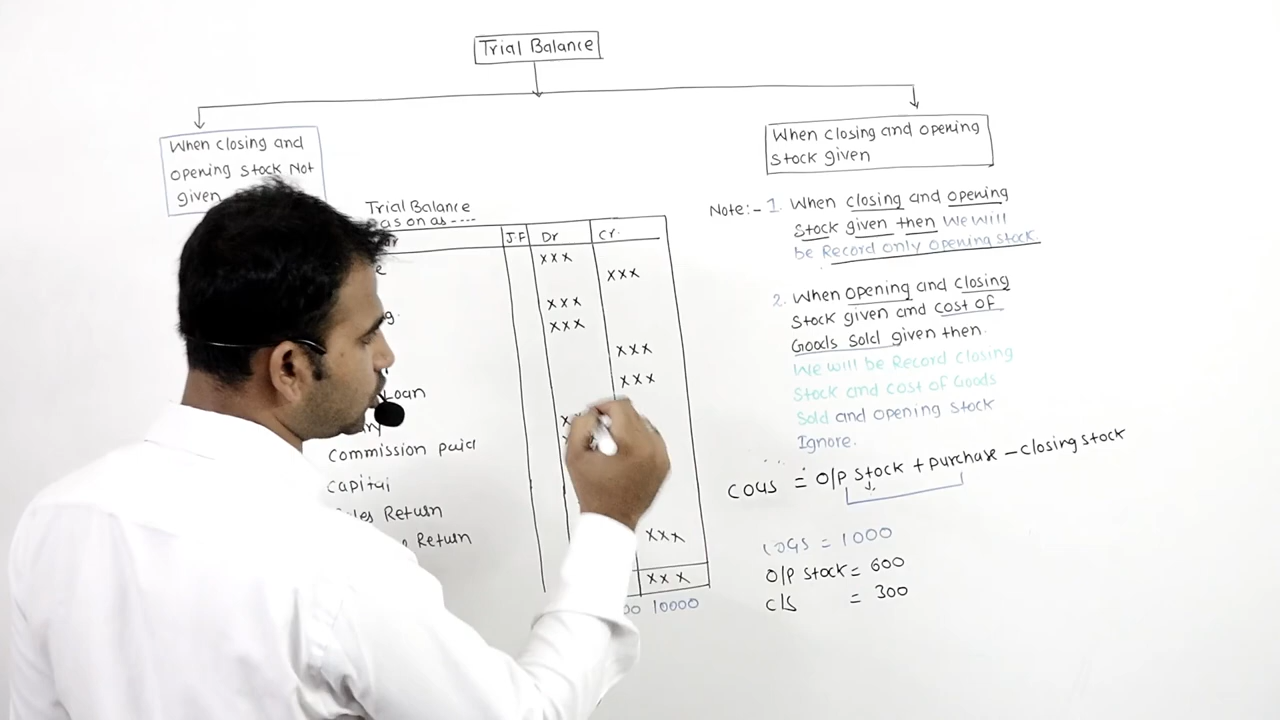 Trial Balance
When closing and
opening stock Not
given
When closing and opening
stock given
Trial Balance
as on as ----
J.F Dr Cr.
xxx
xxx
xxx
xxx
xxx
xxx
Loan
Commission paid
capital
Return
Return
xxx
xxx
10000
Note:- 1. When closing and opening
stock given then We will
be Record only opening stock.
2. When opening and closing
stock given and cost of
Goods sold given then.
We will be Record closing
stock and cost of Goods
sold and opening stock
Ignore.
COGS = O/P stock + purchase - closing stock
COGS = 1000
O/P stock = 600
C/S = 300